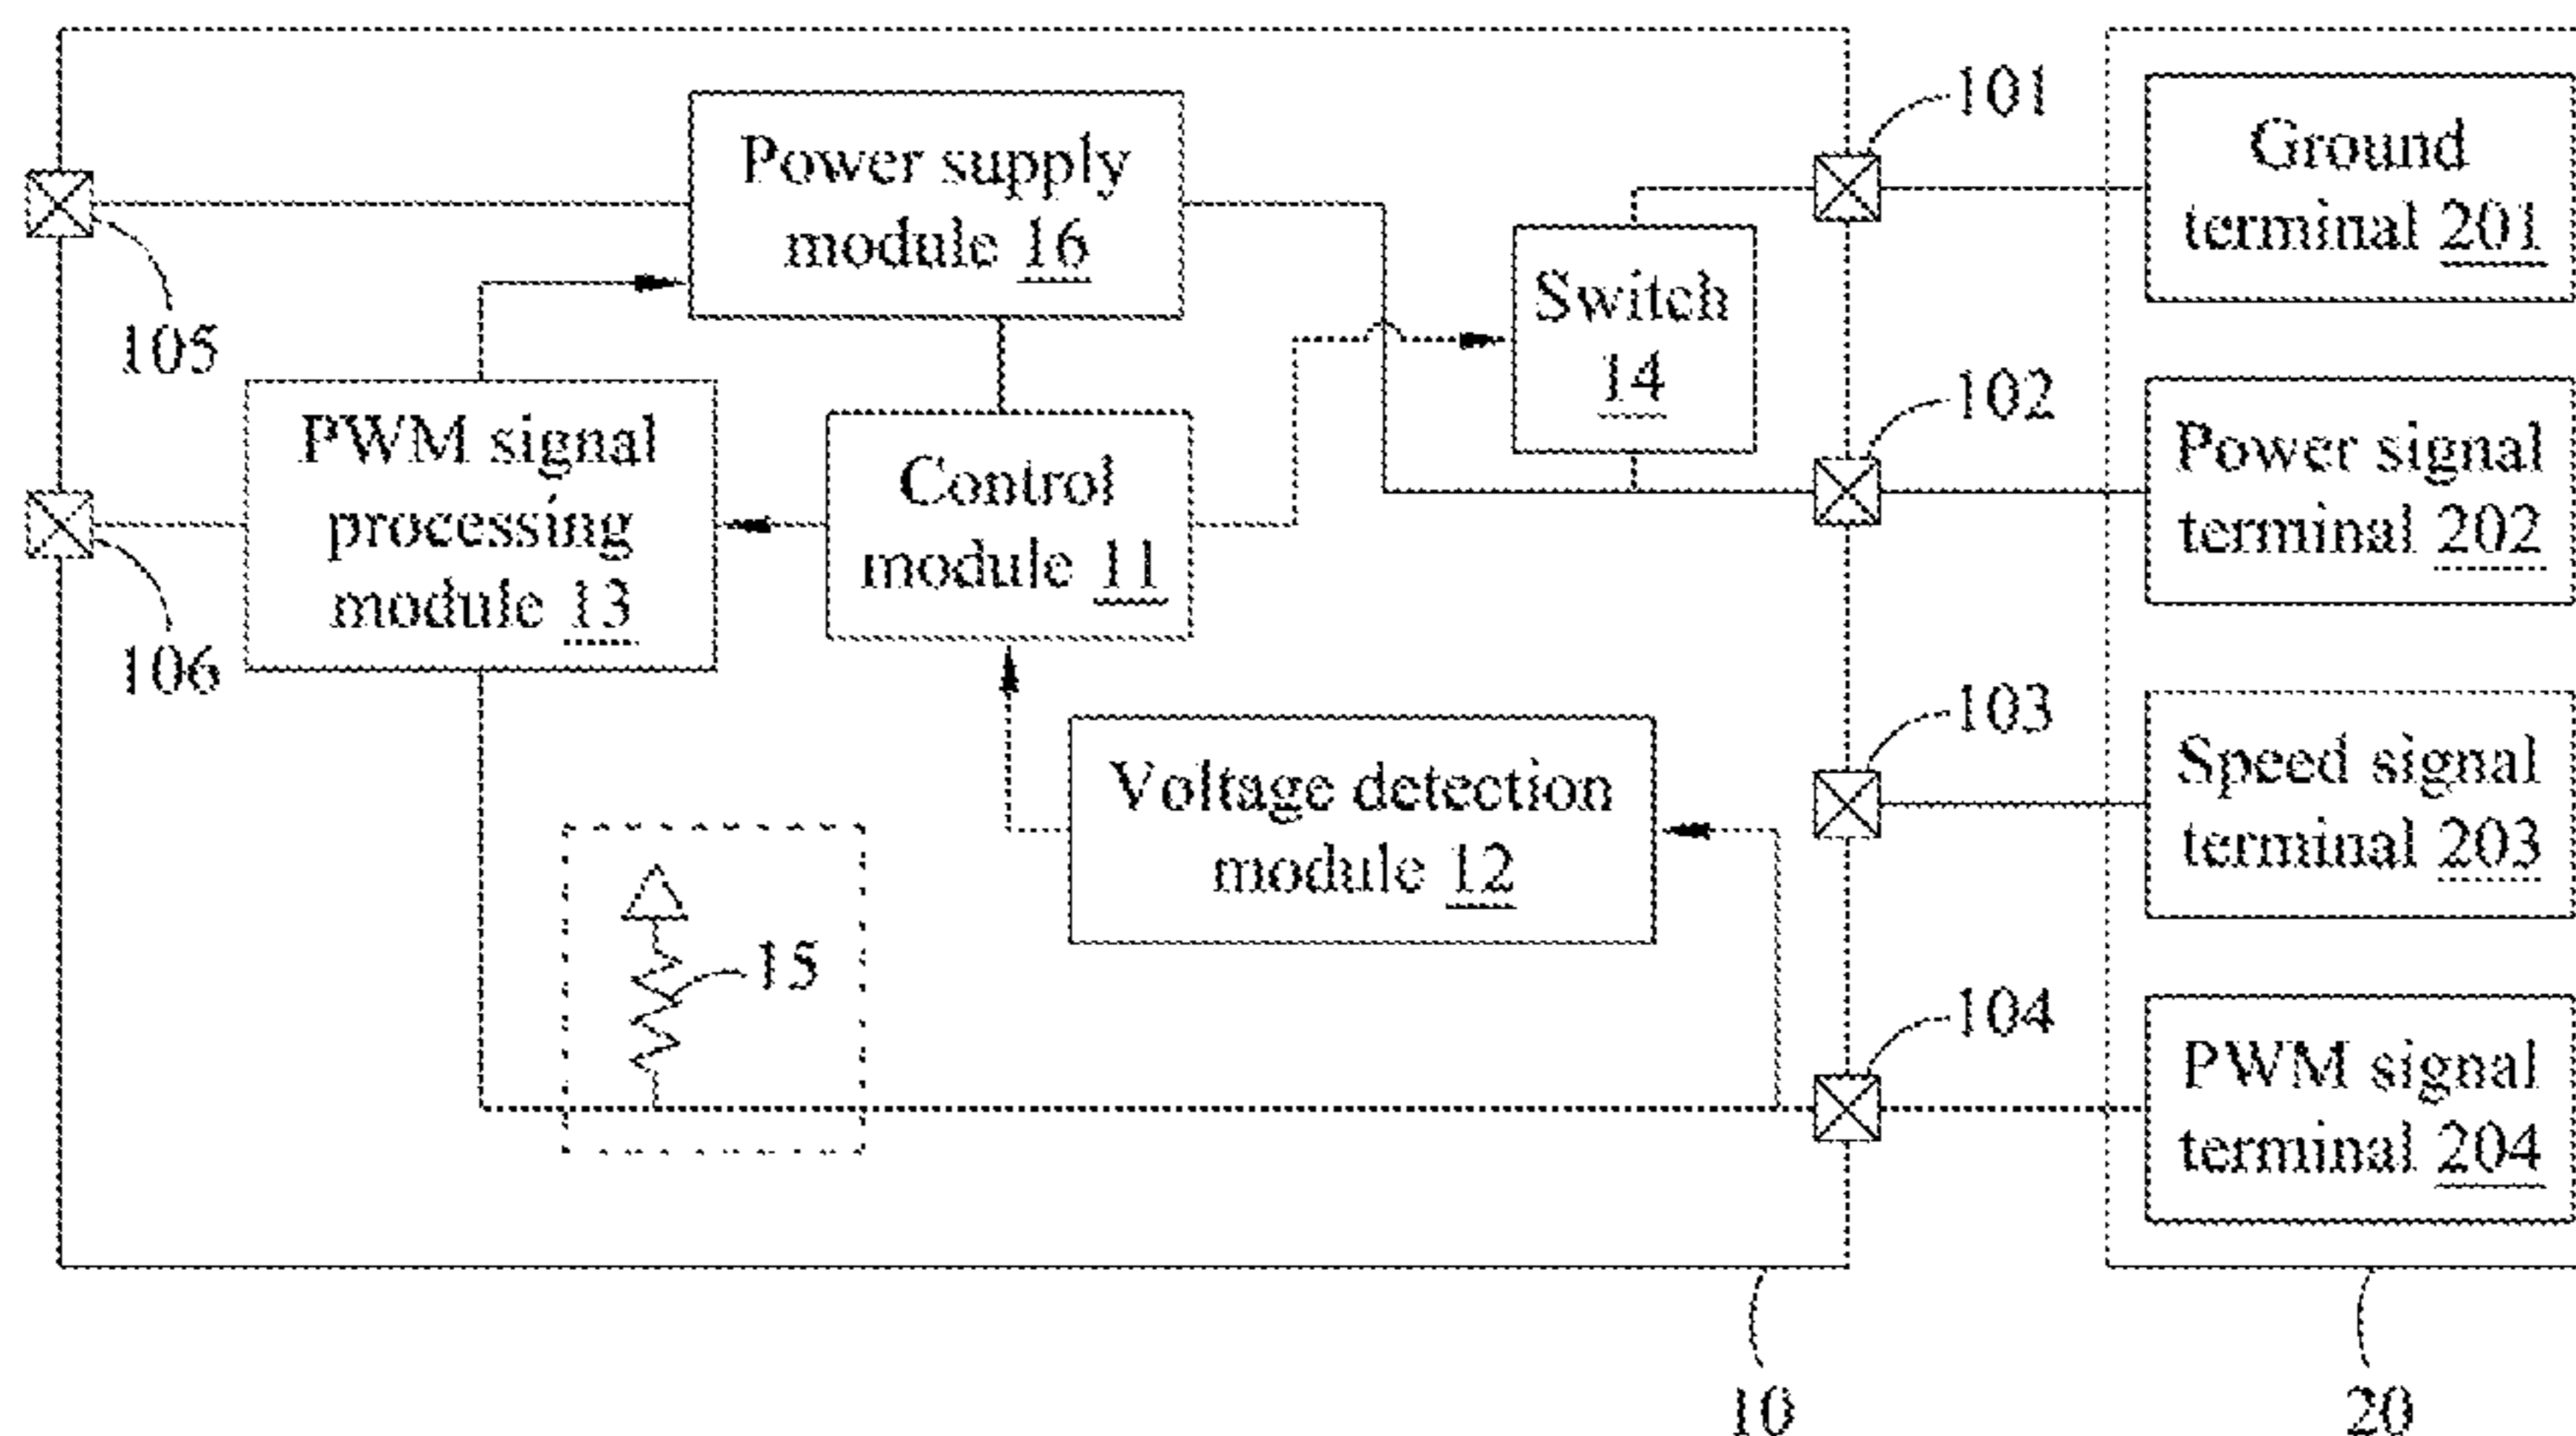 Power supply
module 16
101
Ground
terminal 201
105
Switch
14
PWM signal
processing
module 13
Control
module 11
102
Power signal
terminal 202
106
103
Voltage detection
module 12
Speed signal
terminal 203
15
104
PWM signal
terminal 204
10
20